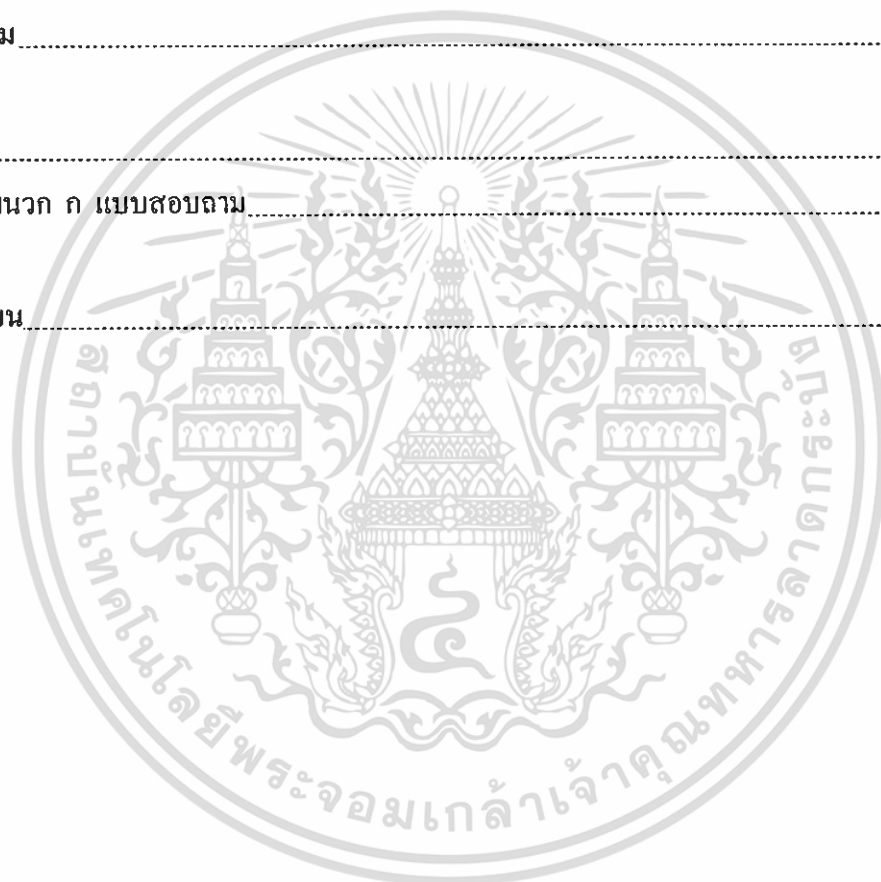 ม
นวก ก แบบสอบถาม
ยน
สถาบันเทคโนโลยีพระจอมเกล้าเจ้าคุณทหารลาดกระบัง
๔